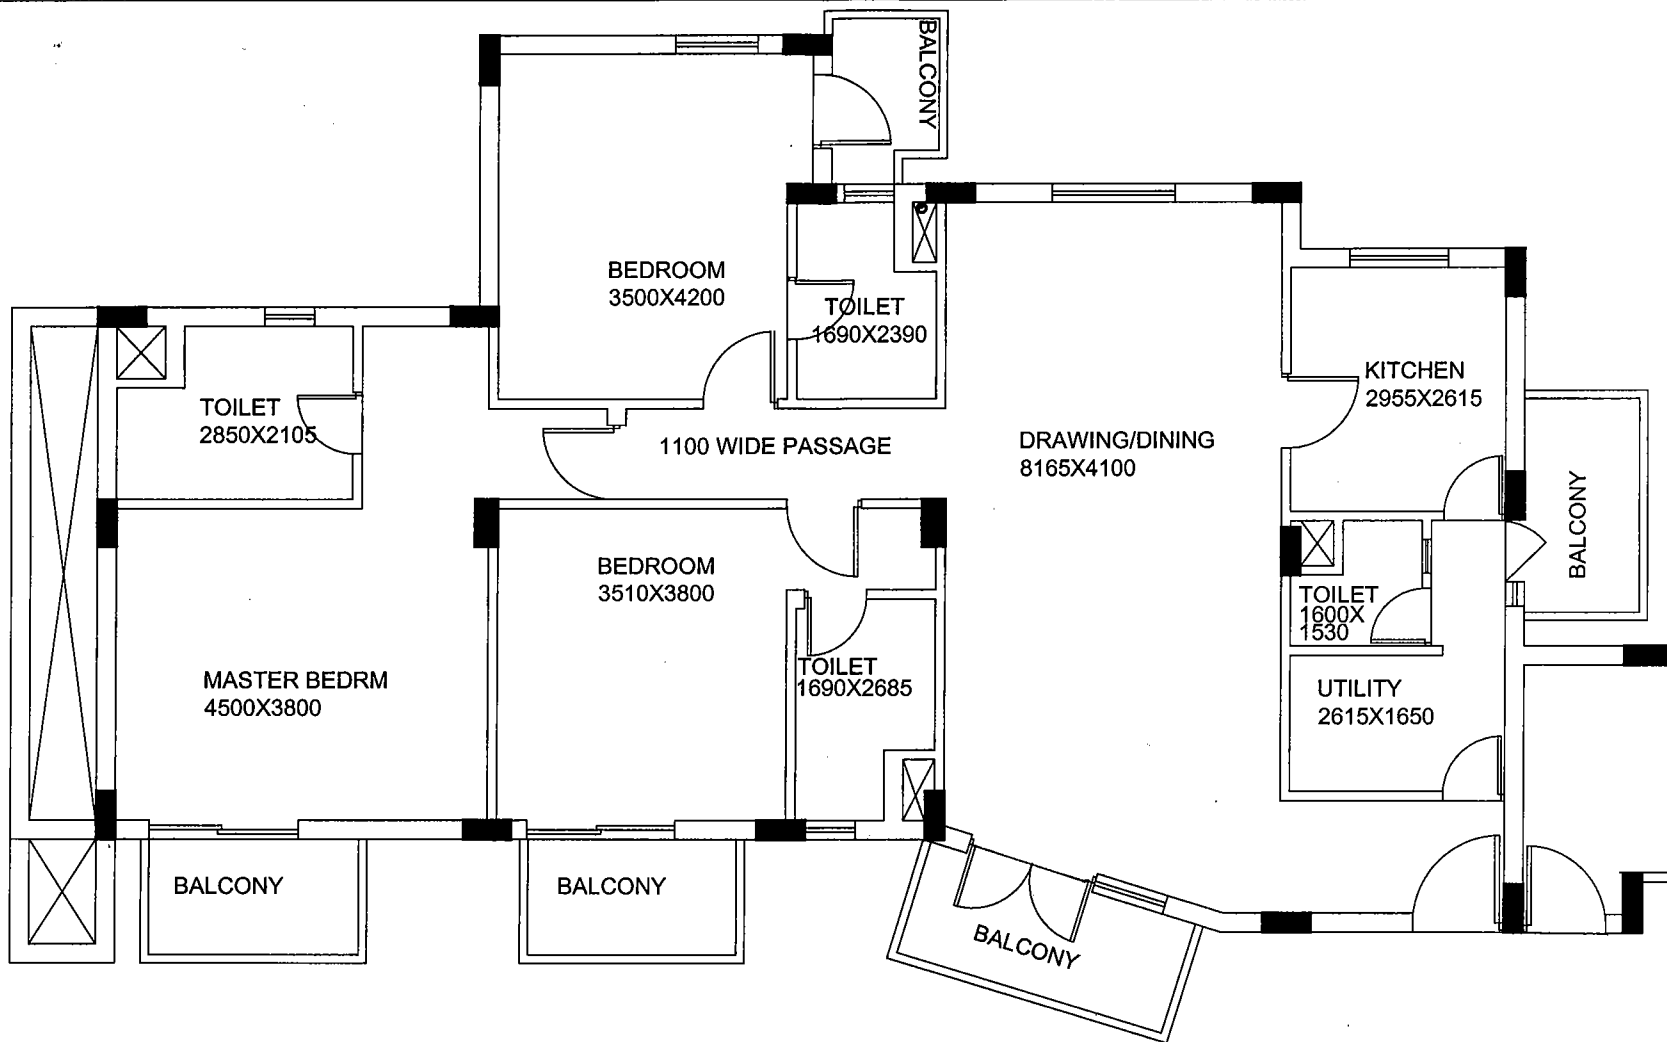 BALCONY
BEDROOM
3500X4200
TOILET
1690X2390
KITCHEN
2955X2615
TOILET
2850X2105
1100 WIDE PASSAGE
DRAWING/DINING
8165X4100
BALCONY
BEDROOM
3510X3800
TOILET
1600X
1530
MASTER BEDRM
4500X3800
TOILET
1690X2685
UTILITY
2615X1650
BALCONY
BALCONY
BALCONY